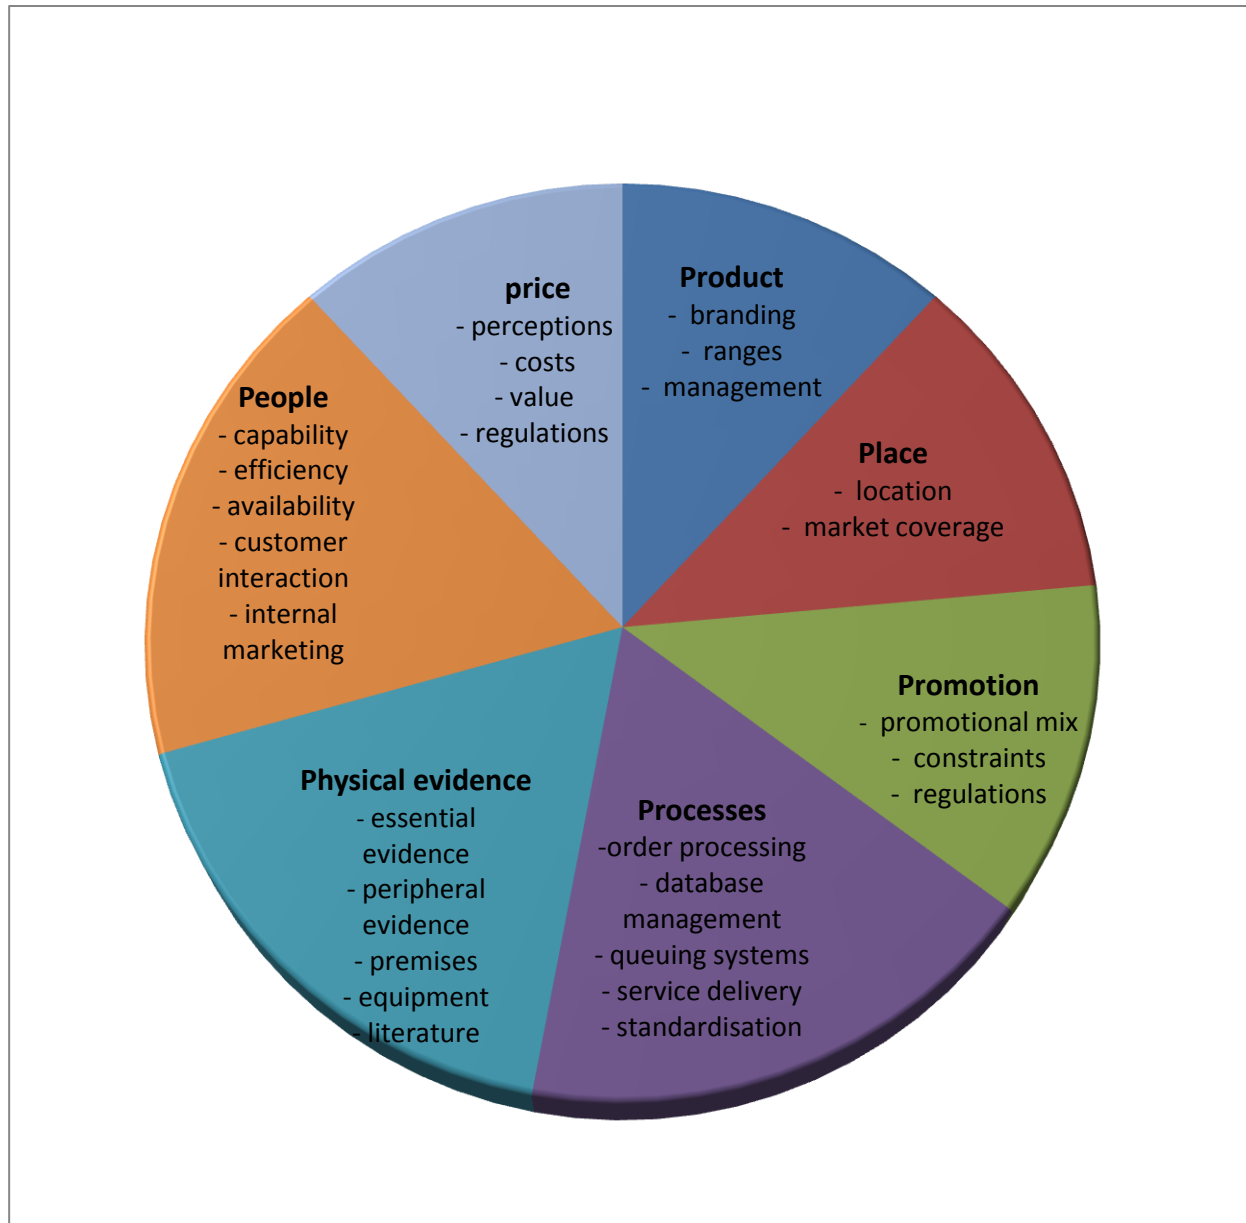 Product
- branding
- ranges
- management
Place
- location
- market coverage
Promotion
- promotional mix
- constraints
- regulations
Processes
-order processing
- database
management
- queuing systems
- service delivery
- standardisation
Physical evidence
- essential
evidence
- peripheral
evidence
- premises
- equipment
- literature
People
- capability
- efficiency
- availability
- customer
interaction
- internal
marketing
price
- perceptions
- costs
- value
- regulations